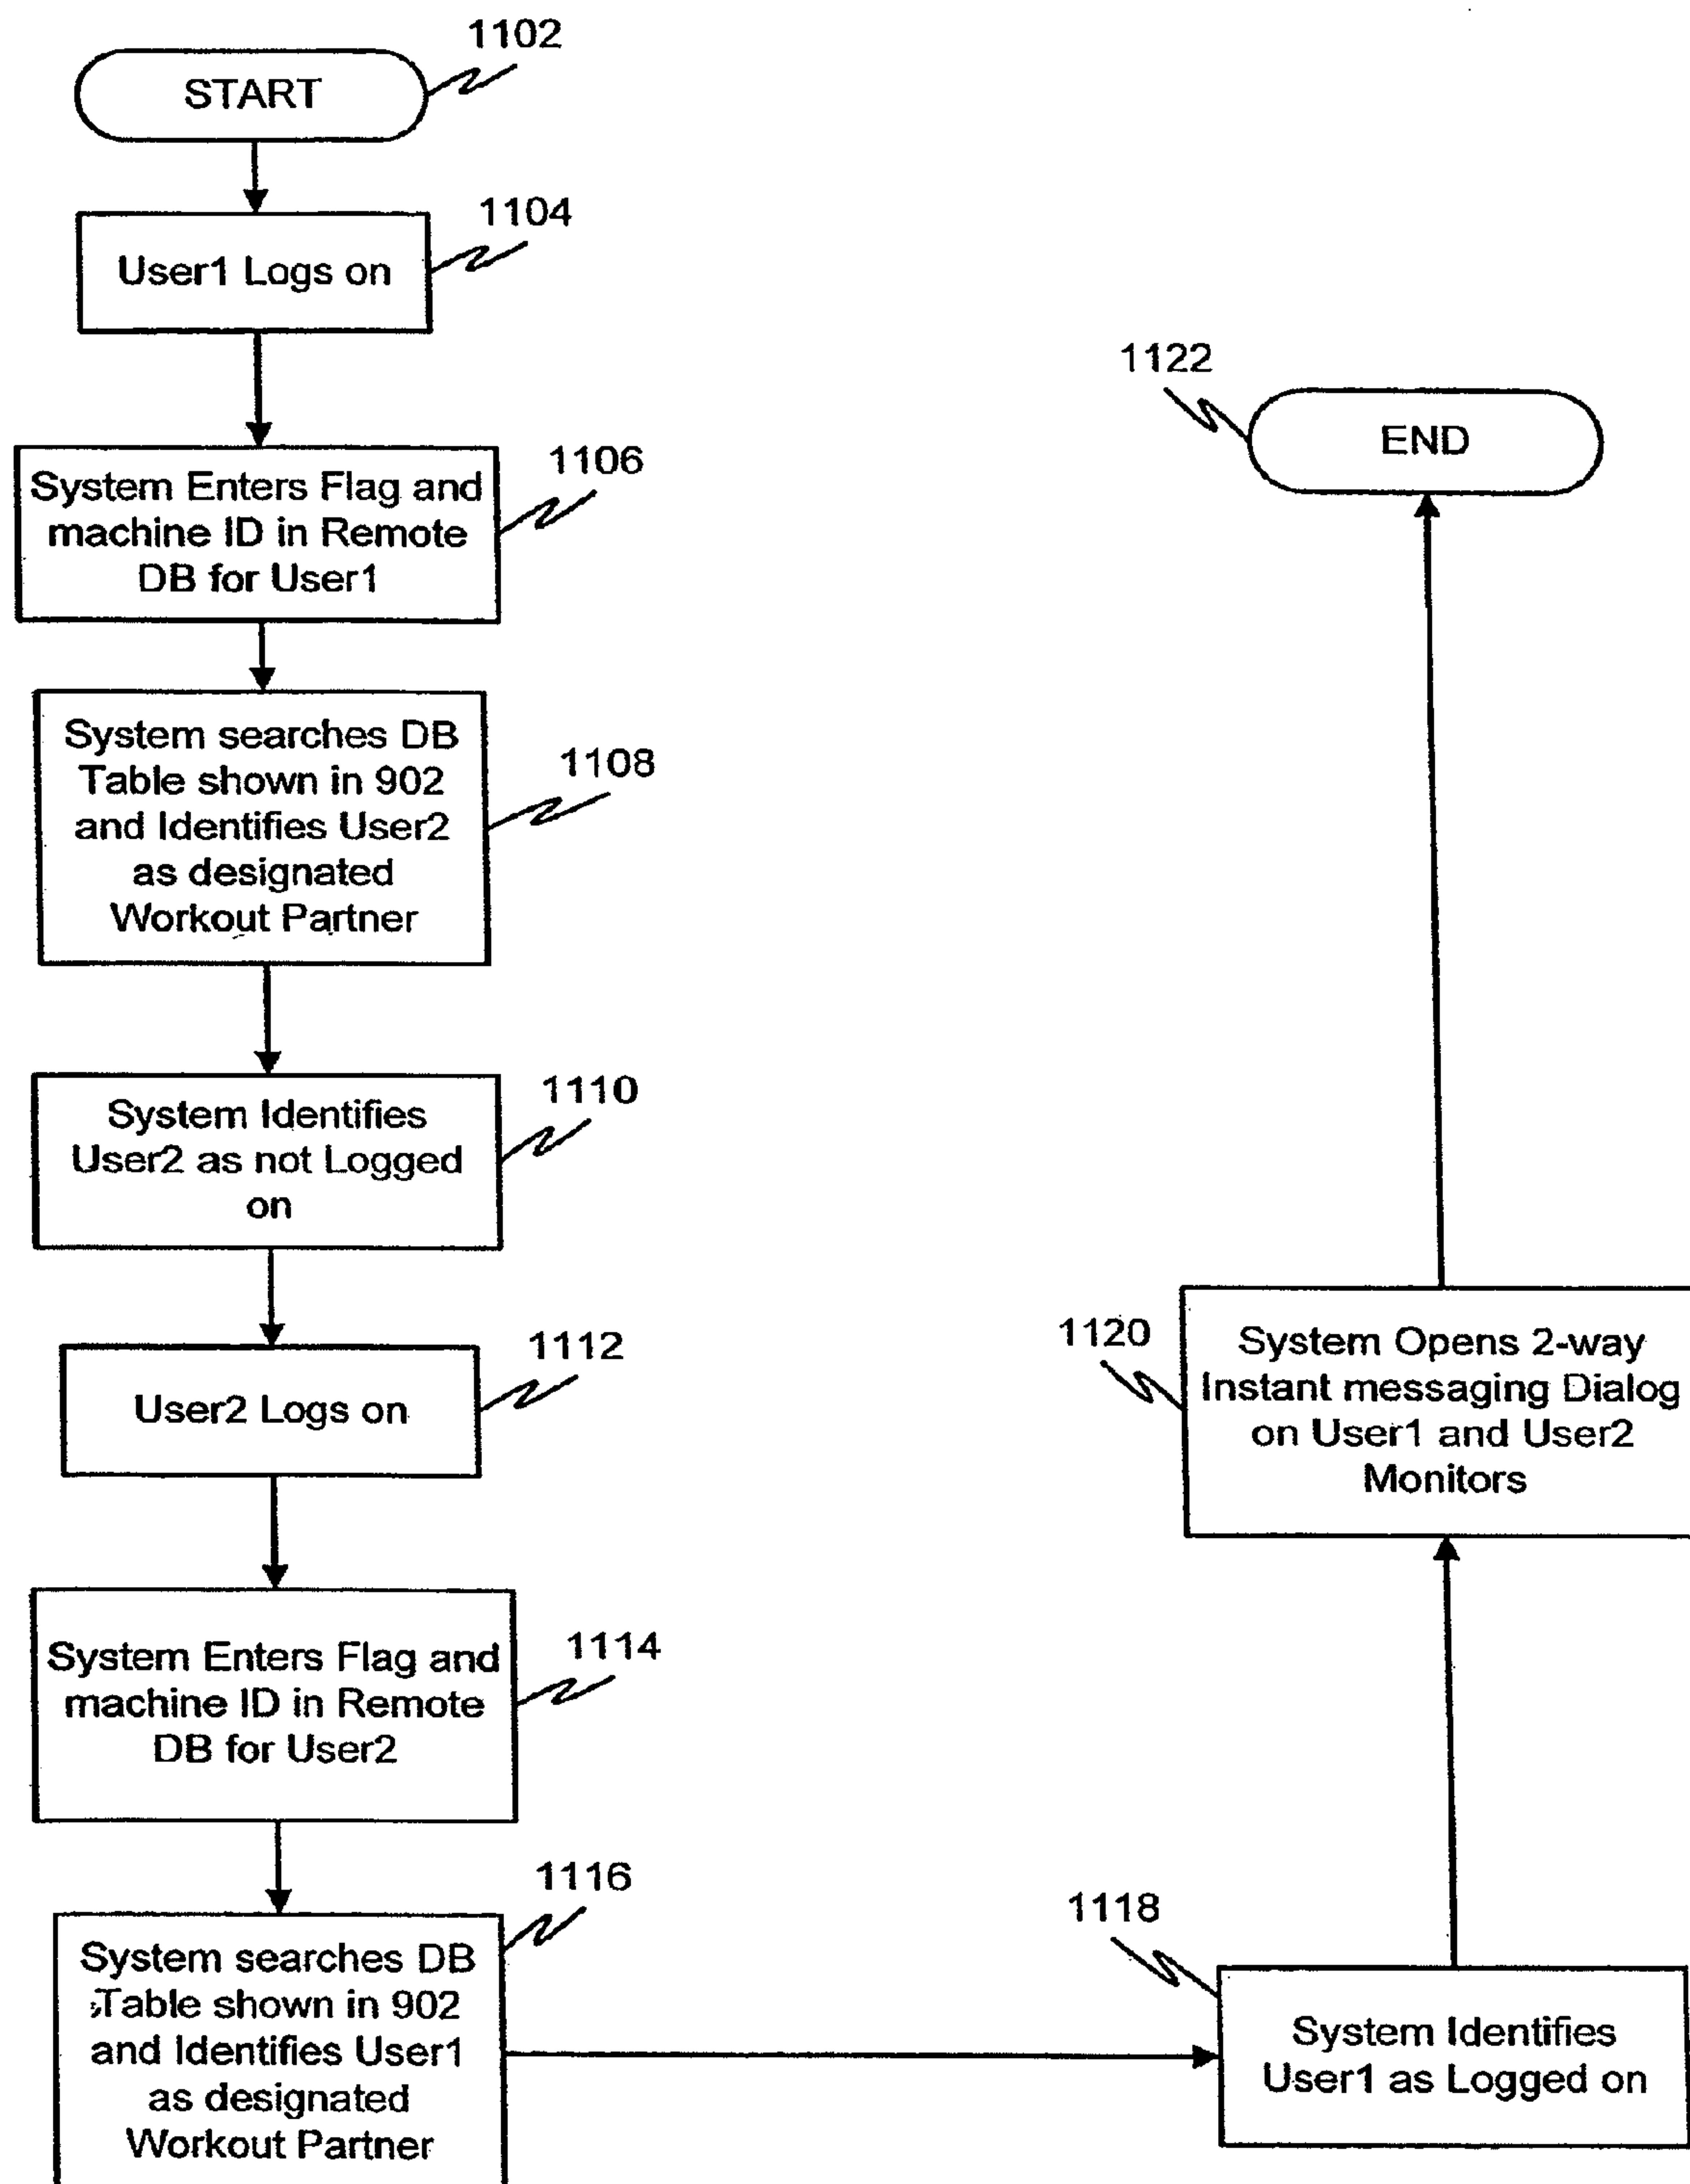 1102
START
1104
User1 Logs on
1106
System Enters Flag and
machine ID in Remote
DB for User1
1108
System searches DB
Table shown in 902
and Identifies User2
as designated
Workout Partner
1110
System Identifies
User2 as not Logged
on
1112
User2 Logs on
1114
System Enters Flag and
machine ID in Remote
DB for User2
1116
System searches DB
Table shown in 902
and Identifies User1
as designated
Workout Partner
1118
System Identifies
User1 as Logged on
1120
System Opens 2-way
Instant messaging Dialog
on User1 and User2
Monitors
1122
END